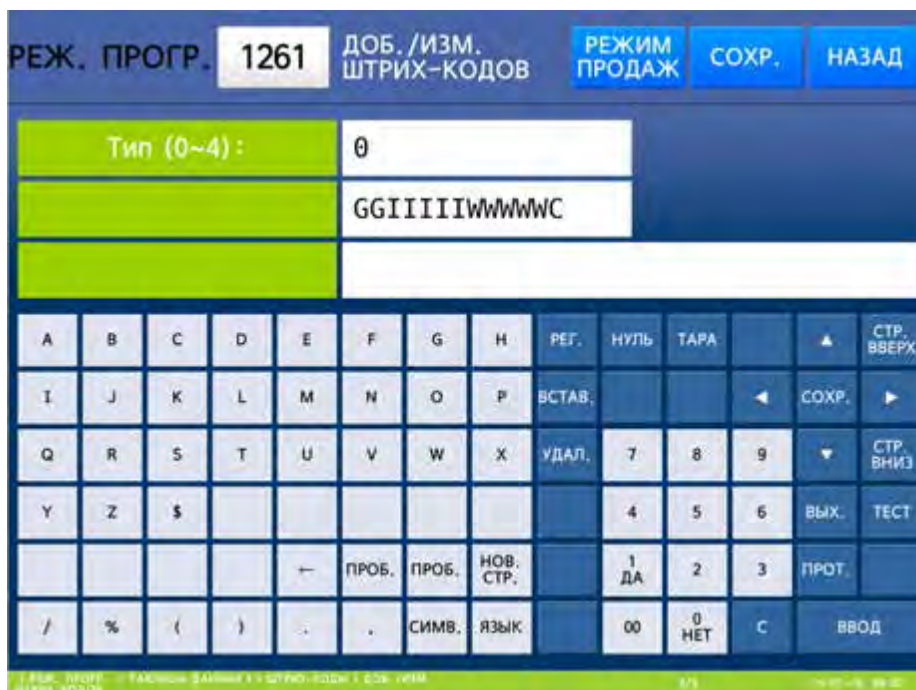 РЕЖ. ПРОГР. 1261 ДОБ./ИЗМ. ШТРИХ-КОДОВ РЕЖИМ ПРОДАЖ СОХР. НАЗАД
Тип (0~4): 0
GGIIIIIWWWWWC
A B C D E F G H РЕГ. НУЛЬ ТАРА ▲ СТР. ВВЕРХ
I J K L M N O P ВСТАВ. ◄ СОХР. ►
Q R S T U V W X УДАЛ. 7 8 9 ▼ СТР. ВНИЗ
Y Z $ 4 5 6 ВЫХ. ТЕСТ
← ПРОБ. ПРОБ. НОВ. СТР. 1 ДА 2 3 ПРОТ.
/ % ( ) . , СИМВ. ЯЗЫК 00 0 НЕТ C ВВОД